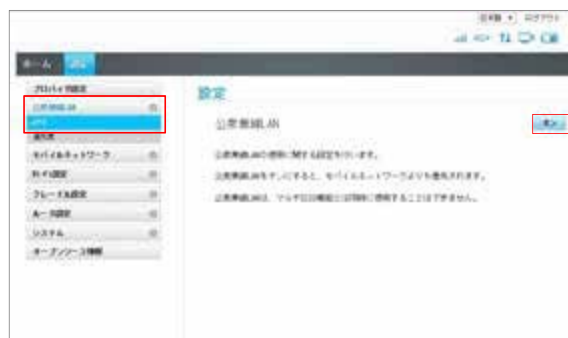 日本語 ログアウト
ホーム 設定
プロバイダ設定
公衆無線LAN
設定
モバイルネットワーク
Wi-Fi設定
クレードル設定
ルータ設定
システム
オープンソース情報
設定
公衆無線LAN
オン
公衆無線LANの使用に関する設定を行います。
公衆無線LANをオンにすると、モバイルネットワークよりも優先されます。
公衆無線LANは、マルチSSID機能とは同時に使用することはできません。